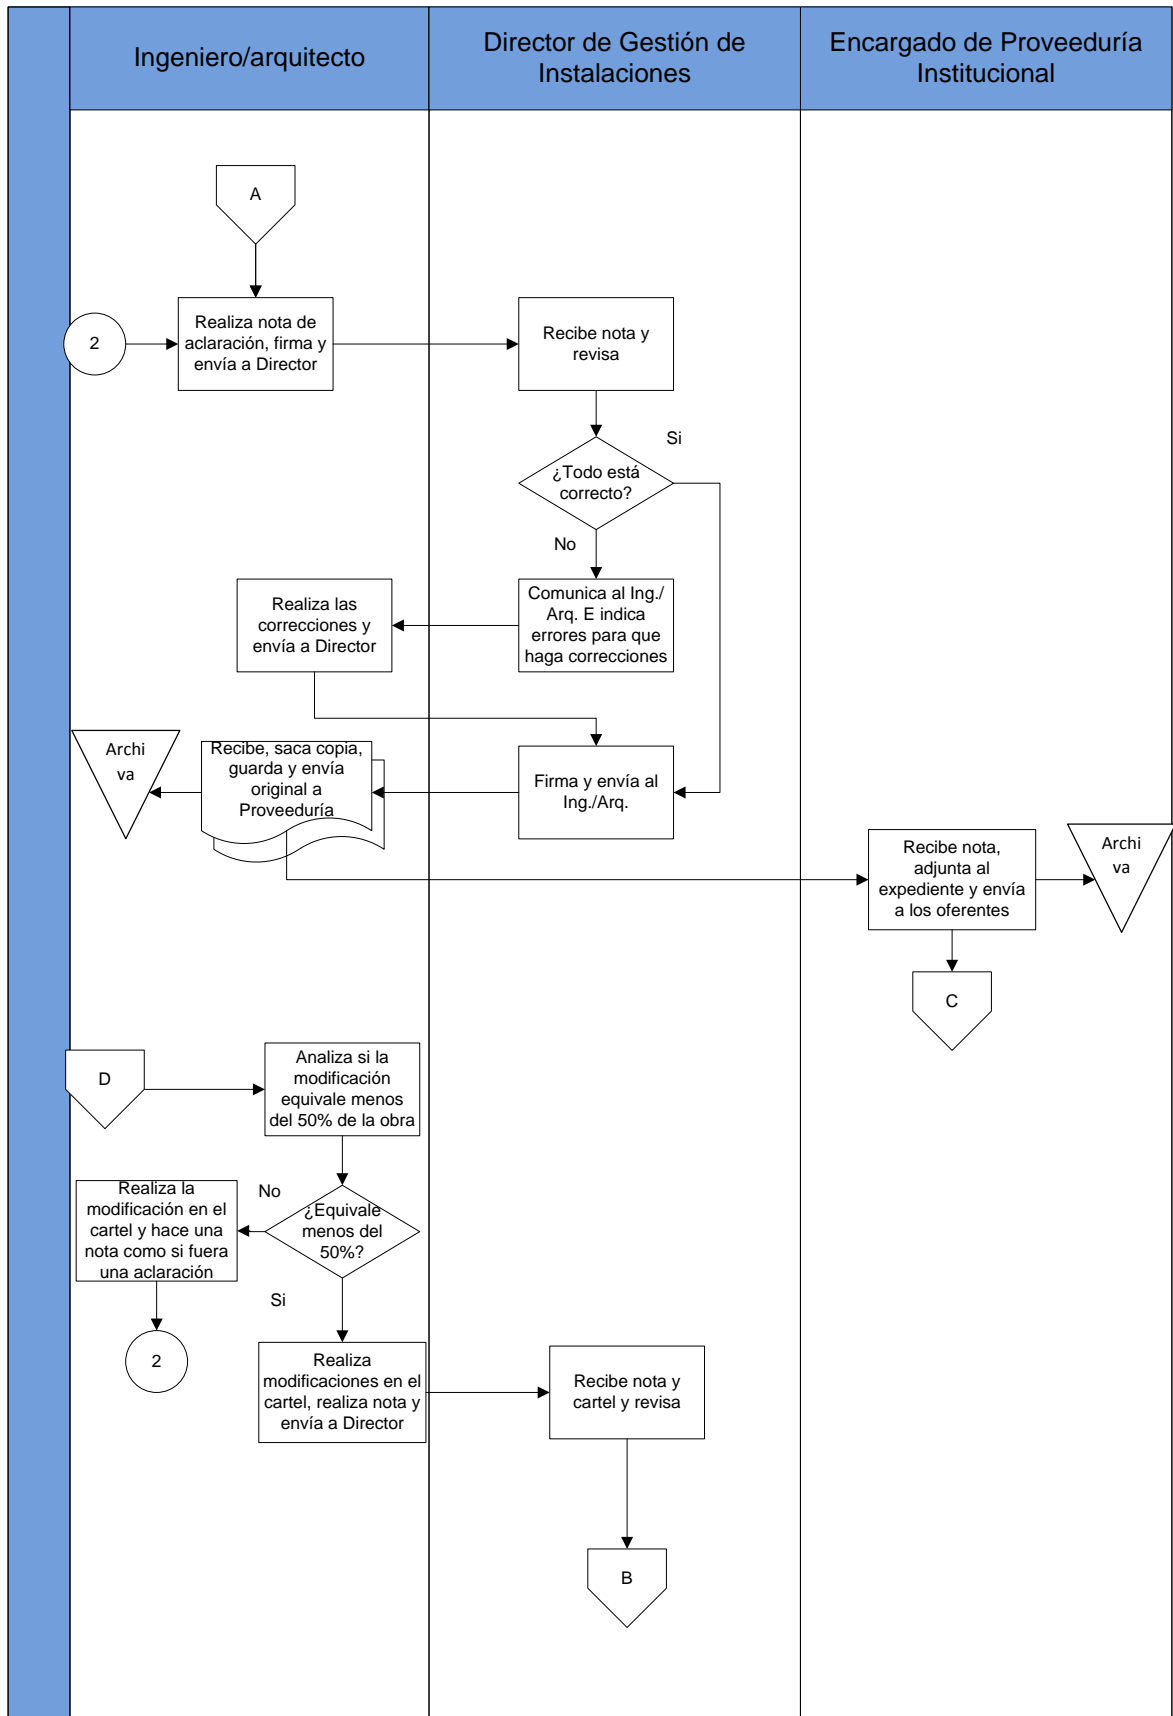 Ingeniero/arquitecto
Director de Gestión de
Instalaciones
Encargado de Proveeduría
Institucional
A
2
Realiza nota de
aclaración, firma y
envía a Director
Recibe nota y
revisa
Si
¿Todo está
correcto?
No
Comunica al Ing./
Arq. E indica
errores para que
haga correcciones
Realiza las
correcciones y
envía a Director
Archi
va
Recibe, saca copia,
guarda y envía
original a
Proveeduría
Firma y envía al
Ing./Arq.
Recibe nota,
adjunta al
expediente y envía
a los oferentes
Archi
va
C
D
Analiza si la
modificación
equivale menos
del 50% de la obra
No
Realiza la
modificación en el
cartel y hace una
nota como si fuera
una aclaración
¿Equivale
menos del
50%?
Si
2
Realiza
modificaciones en el
cartel, realiza nota y
envía a Director
Recibe nota y
cartel y revisa
B